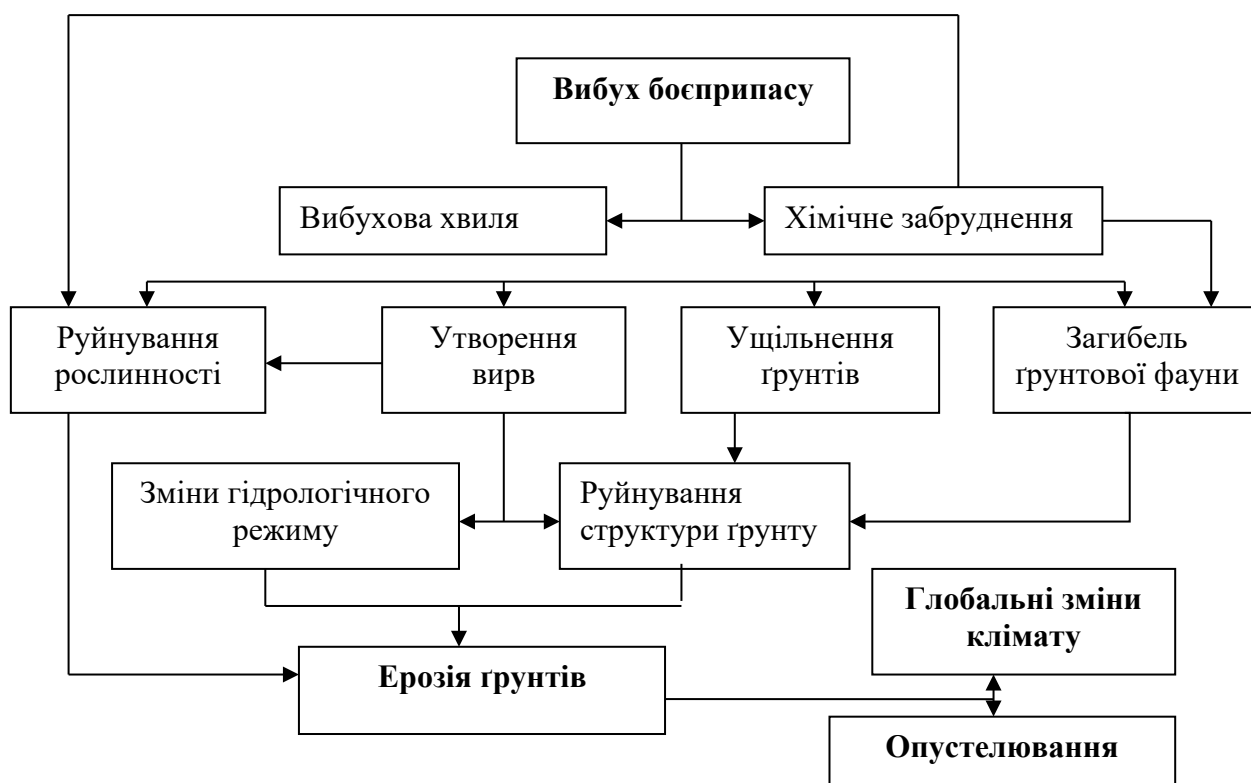 Вибух боєприпасу
Вибухова хвиля
Хімічне забруднення
Руйнування
рослинності
Утворення
вирв
Ущільнення
ґрунтів
Загибель
ґрунтової фауни
Зміни гідрологічного
режиму
Руйнування
структури ґрунту
Глобальні зміни
клімату
Ерозія ґрунтів
Опустелювання